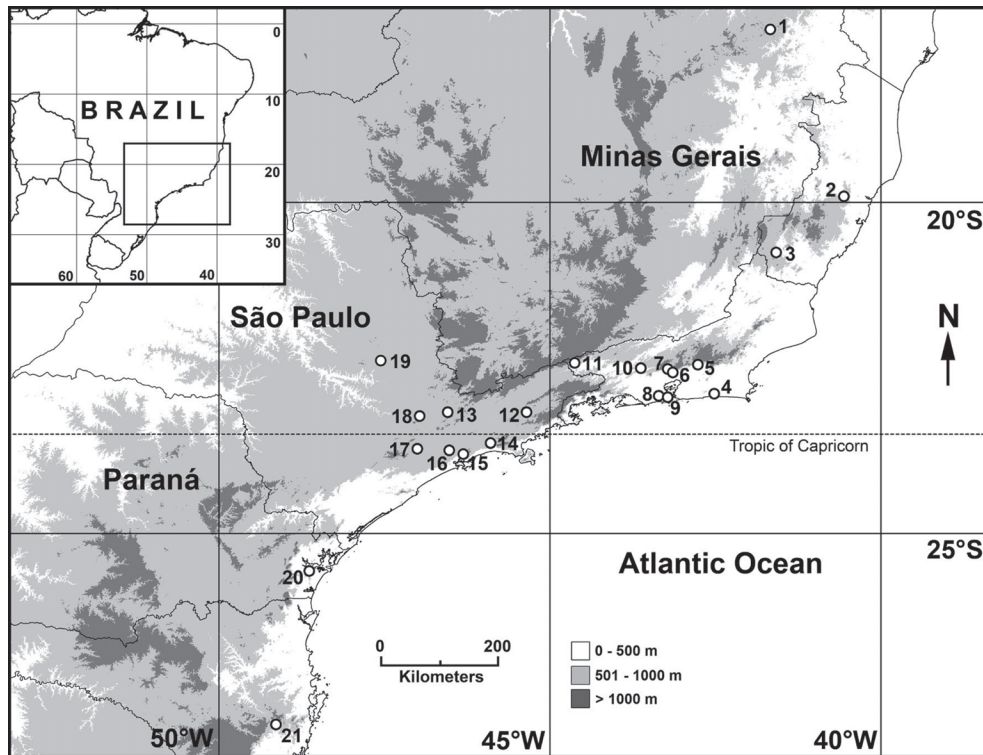 BRAZIL
0
10
20
30
60
50
40
1
Minas Gerais
2
20°S
3
São Paulo
N
19
11
10
7
6
5
8
9
4
18
13
12
17
16
15
14
Tropic of Capricorn
Paraná
25°S
20
Atlantic Ocean
0 200
Kilometers
0 - 500 m
501 - 1000 m
> 1000 m
21
50°W
45°W
40°W